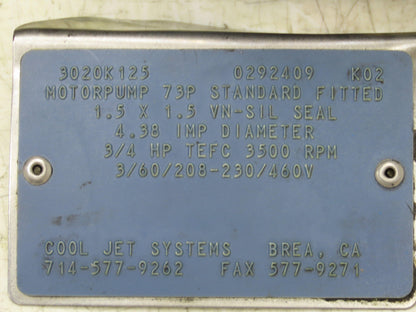 3020K125 0292409 K02
MOTORPUMP 73P STANDARD FITTED
1.5 X 1.5 VN-SIL SEAL
4.38 IMP DIAMETER
3/4 HP TEFC 3500 RPM
3/60/208-230/460V
COOL JET SYSTEMS BREA, CA
714-577-9262 FAX 577-9271